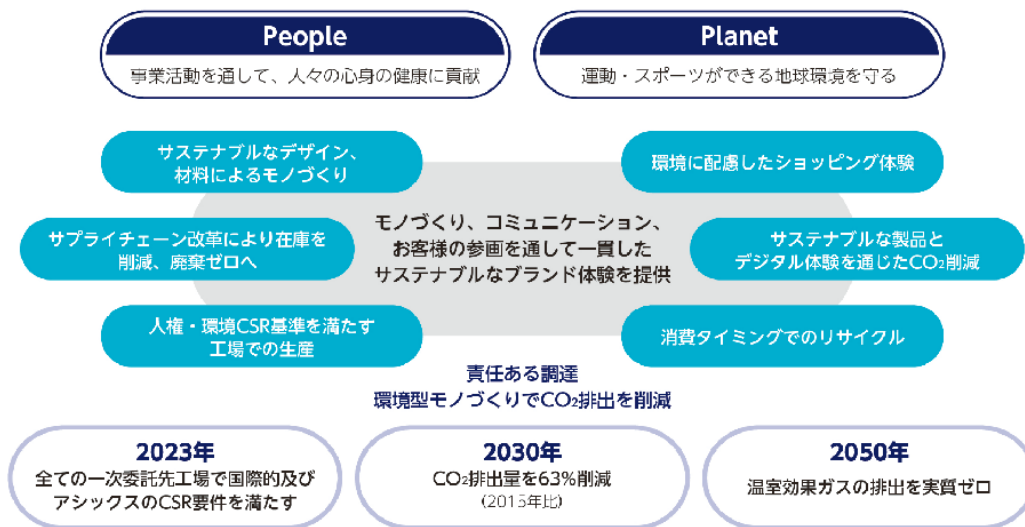 People
事業活動を通して、人々の心身の健康に貢献
Planet
運動・スポーツができる地球環境を守る
サステナブルなデザイン、
材料によるモノづくり
環境に配慮したショッピング体験
サプライチェーン改革により在庫を
削減、廃棄ゼロへ
モノづくり、コミュニケーション、
お客様の参画を通して一貫した
サステナブルなブランド体験を提供
サステナブルな製品と
デジタル体験を通じたCO₂削減
人権・環境CSR基準を満たす
工場での生産
消費タイミングでのリサイクル
責任ある調達
環境型モノづくりでCO₂排出を削減
2023年
全ての一次委託先工場で国際的及び
アシックスのCSR要件を満たす
2030年
CO₂排出量を63%削減
(2015年比)
2050年
温室効果ガスの排出を実質ゼロ